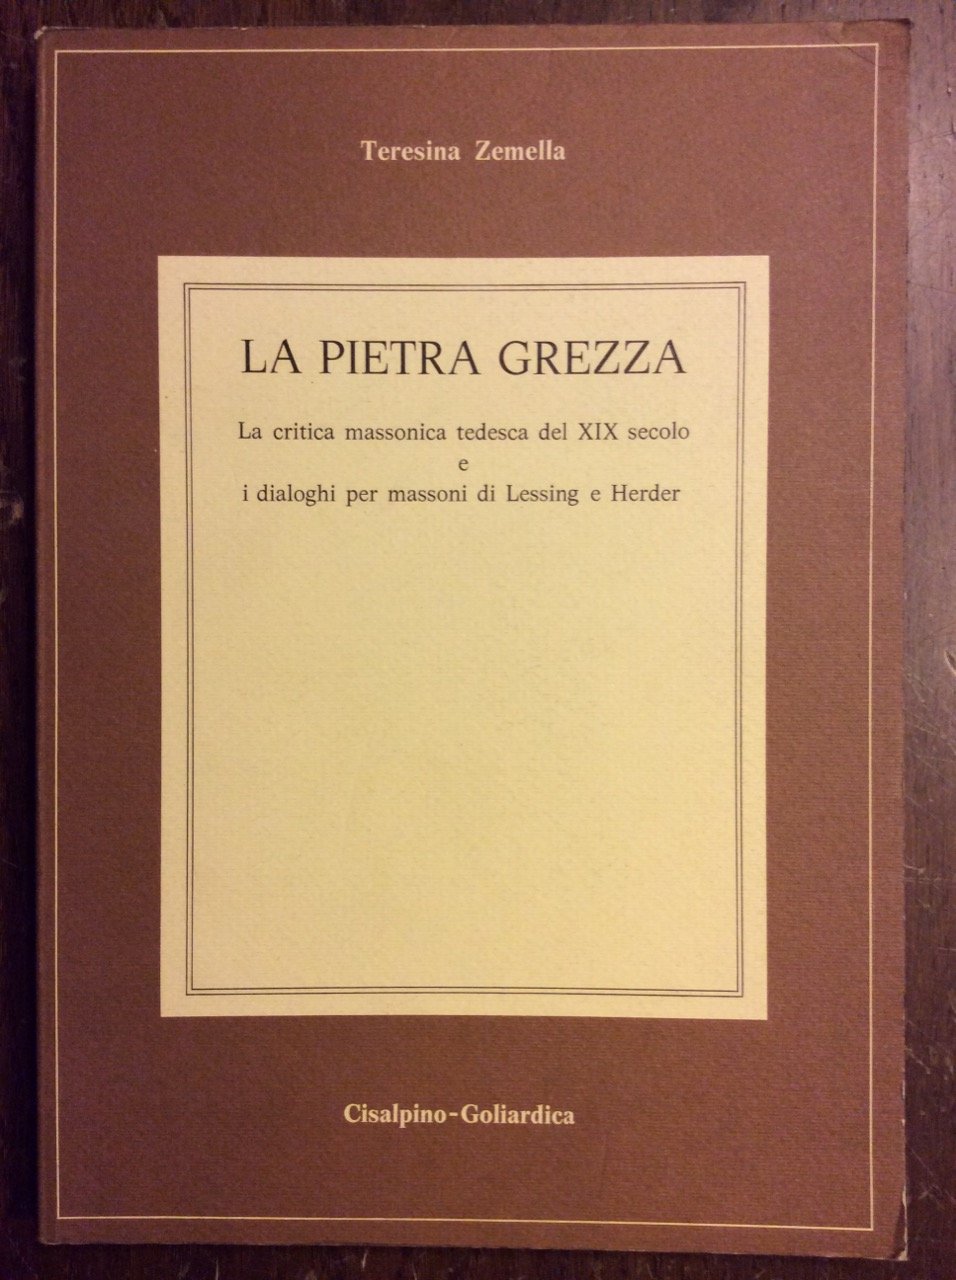 Teresina Zemella
LA PIETRA GREZZA
La critica massonica tedesca del XIX secolo
e
i dialoghi per massoni di Lessing e Herder
Cisalpino-Goliardica